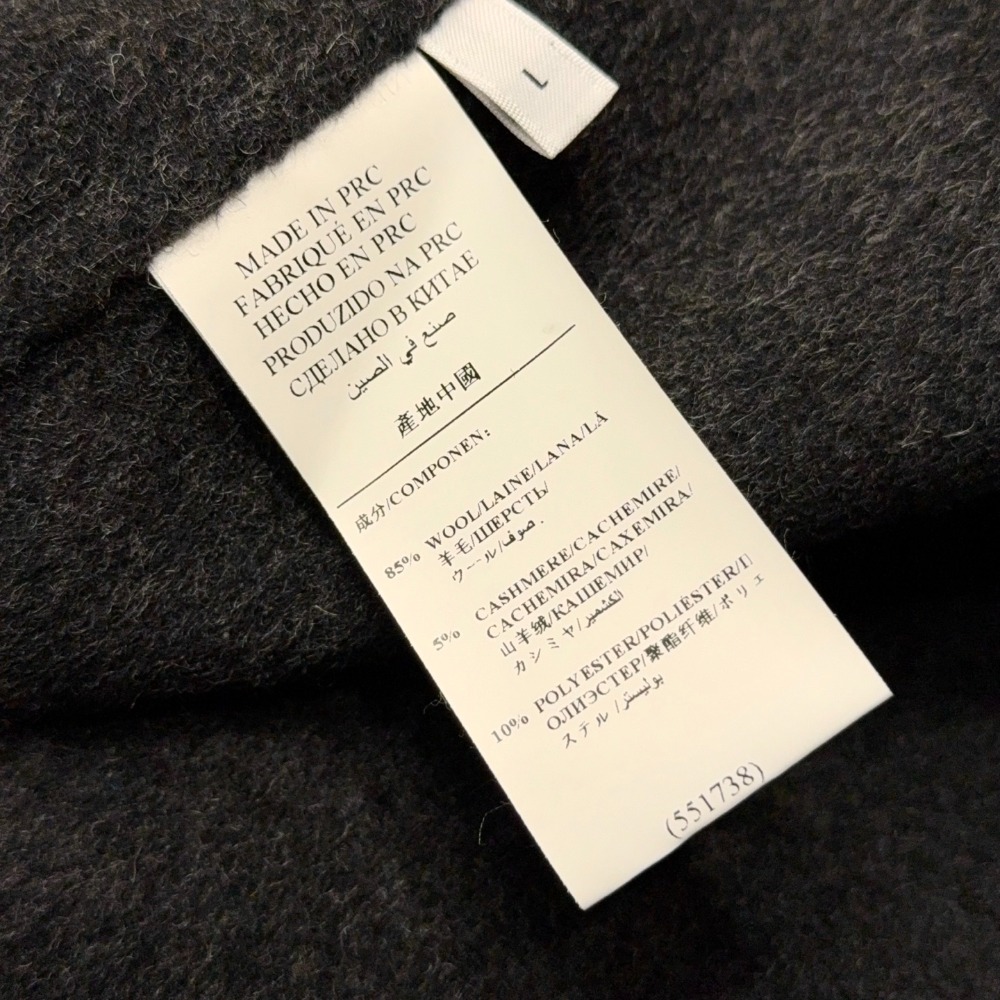 L
MADE IN PRC
FABRIQUÉ EN PRC
HECHO EN PRC
PRODUZIDO NA PRC
СДЕЛАНО В КИТАЕ
صنع في الصين
產地中國
成分/COMPONEN:
85% WOOL/LAINE/LANA/LÃ
羊毛/ШЕРСТЬ/
ウール/صوف.
5% CASHMERE/CACHEMIRE/
CACHEMIRA/CAXEMIRA/
山羊绒/КАШЕМИР/
カシミヤ/الكشمير
10% POLYESTER/POLIÉSTER/
ОЛИЭСТЕР/聚酯纤维/ポリェ
ステル/بوليستر
(551738)